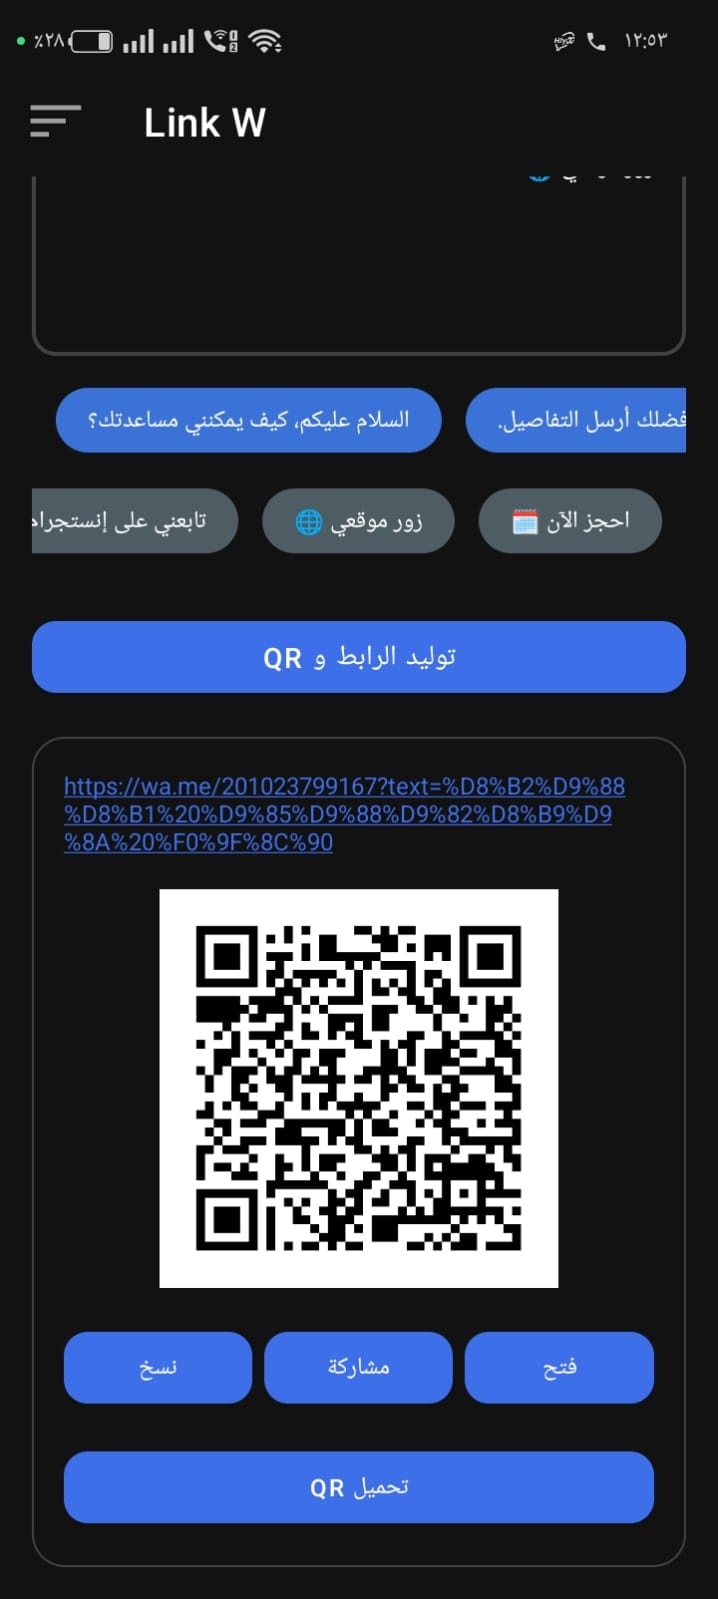 ٪٢٨
١٢:٥٣
Link W
السلام عليكم، كيف يمكنني مساعدتك؟
فضلك أرسل التفاصيل.
احجز الآن 🗓️
زور موقعي 🌐
تابعني على إنستجرام
توليد الرابط و QR
https://wa.me/201023799167?text=%D8%B2%D9%88
%D8%B1%20%D9%85%D9%88%D9%82%D8%B9%D9
%8A%20%F0%9F%8C%90
فتح
مشاركة
نسخ
تحميل QR